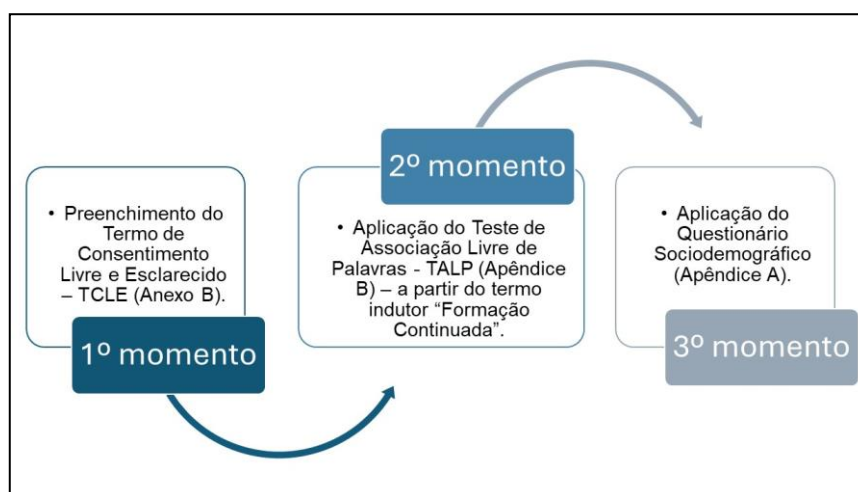 • Preenchimento do
Termo de
Consentimento
Livre e Esclarecido
– TCLE (Anexo B).
1º momento
2º momento
• Aplicação do Teste de
Associação Livre de
Palavras - TALP (Apêndice
B) – a partir do termo
indutor “Formação
Continuada”.
• Aplicação do
Questionário
Sociodemográfico
(Apêndice A).
3º momento